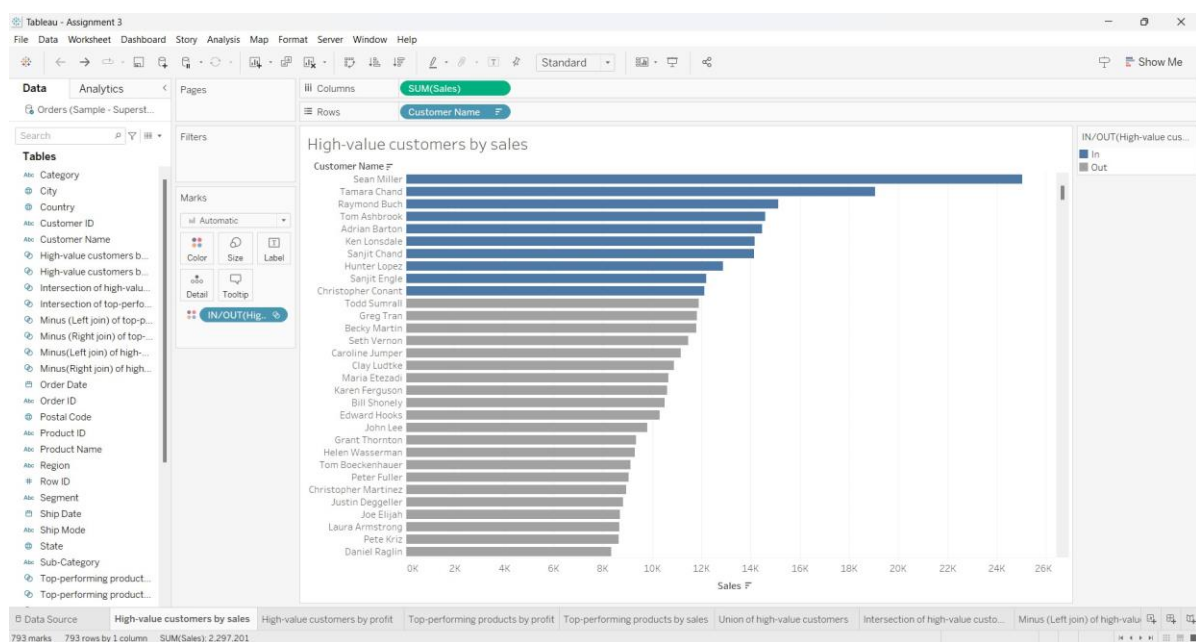 Tableau - Assignment 3
File Data Worksheet Dashboard Story Analysis Map Format Server Window Help
Standard
Show Me
Data Analytics
Orders (Sample - Superst...
Search
Tables
Abc Category
City
Country
Abc Customer ID
Abc Customer Name
High-value customers b...
High-value customers b...
Intersection of high-valu...
Intersection of top-perfo...
Minus (Left join) of top-p...
Minus (Right join) of top-...
Minus(Left join) of high-...
Minus(Right join) of high...
Order Date
Abc Order ID
Postal Code
Abc Product ID
Abc Product Name
Abc Region
# Row ID
Abc Segment
Ship Date
Abc Ship Mode
State
Abc Sub-Category
Top-performing product...
Top-performing product...
Pages
Filters
Marks
Automatic
Color Size Label
Detail Tooltip
IN/OUT(Hig..
Columns SUM(Sales)
Rows Customer Name
High-value customers by sales
Customer Name
Sean Miller
Tamara Chand
Raymond Buch
Tom Ashbrook
Adrian Barton
Ken Lonsdale
Sanjit Chand
Hunter Lopez
Sanjit Engle
Christopher Conant
Todd Sumrall
Greg Tran
Becky Martin
Seth Vernon
Caroline Jumper
Clay Ludtke
Maria Etezadi
Karen Ferguson
Bill Shonely
Edward Hooks
John Lee
Grant Thornton
Helen Wasserman
Tom Boeckenhauer
Peter Fuller
Christopher Martinez
Justin Deggeller
Joe Elijah
Laura Armstrong
Pete Kriz
Daniel Raglin
0K 2K 4K 6K 8K 10K 12K 14K 16K 18K 20K 22K 24K 26K
Sales
IN/OUT(High-value cus...
In
Out
Data Source High-value customers by sales High-value customers by profit Top-performing products by profit Top-performing products by sales Union of high-value customers Intersection of high-value custo... Minus (Left join) of high-valu
793 marks 793 rows by 1 column SUM(Sales): 2,297,201